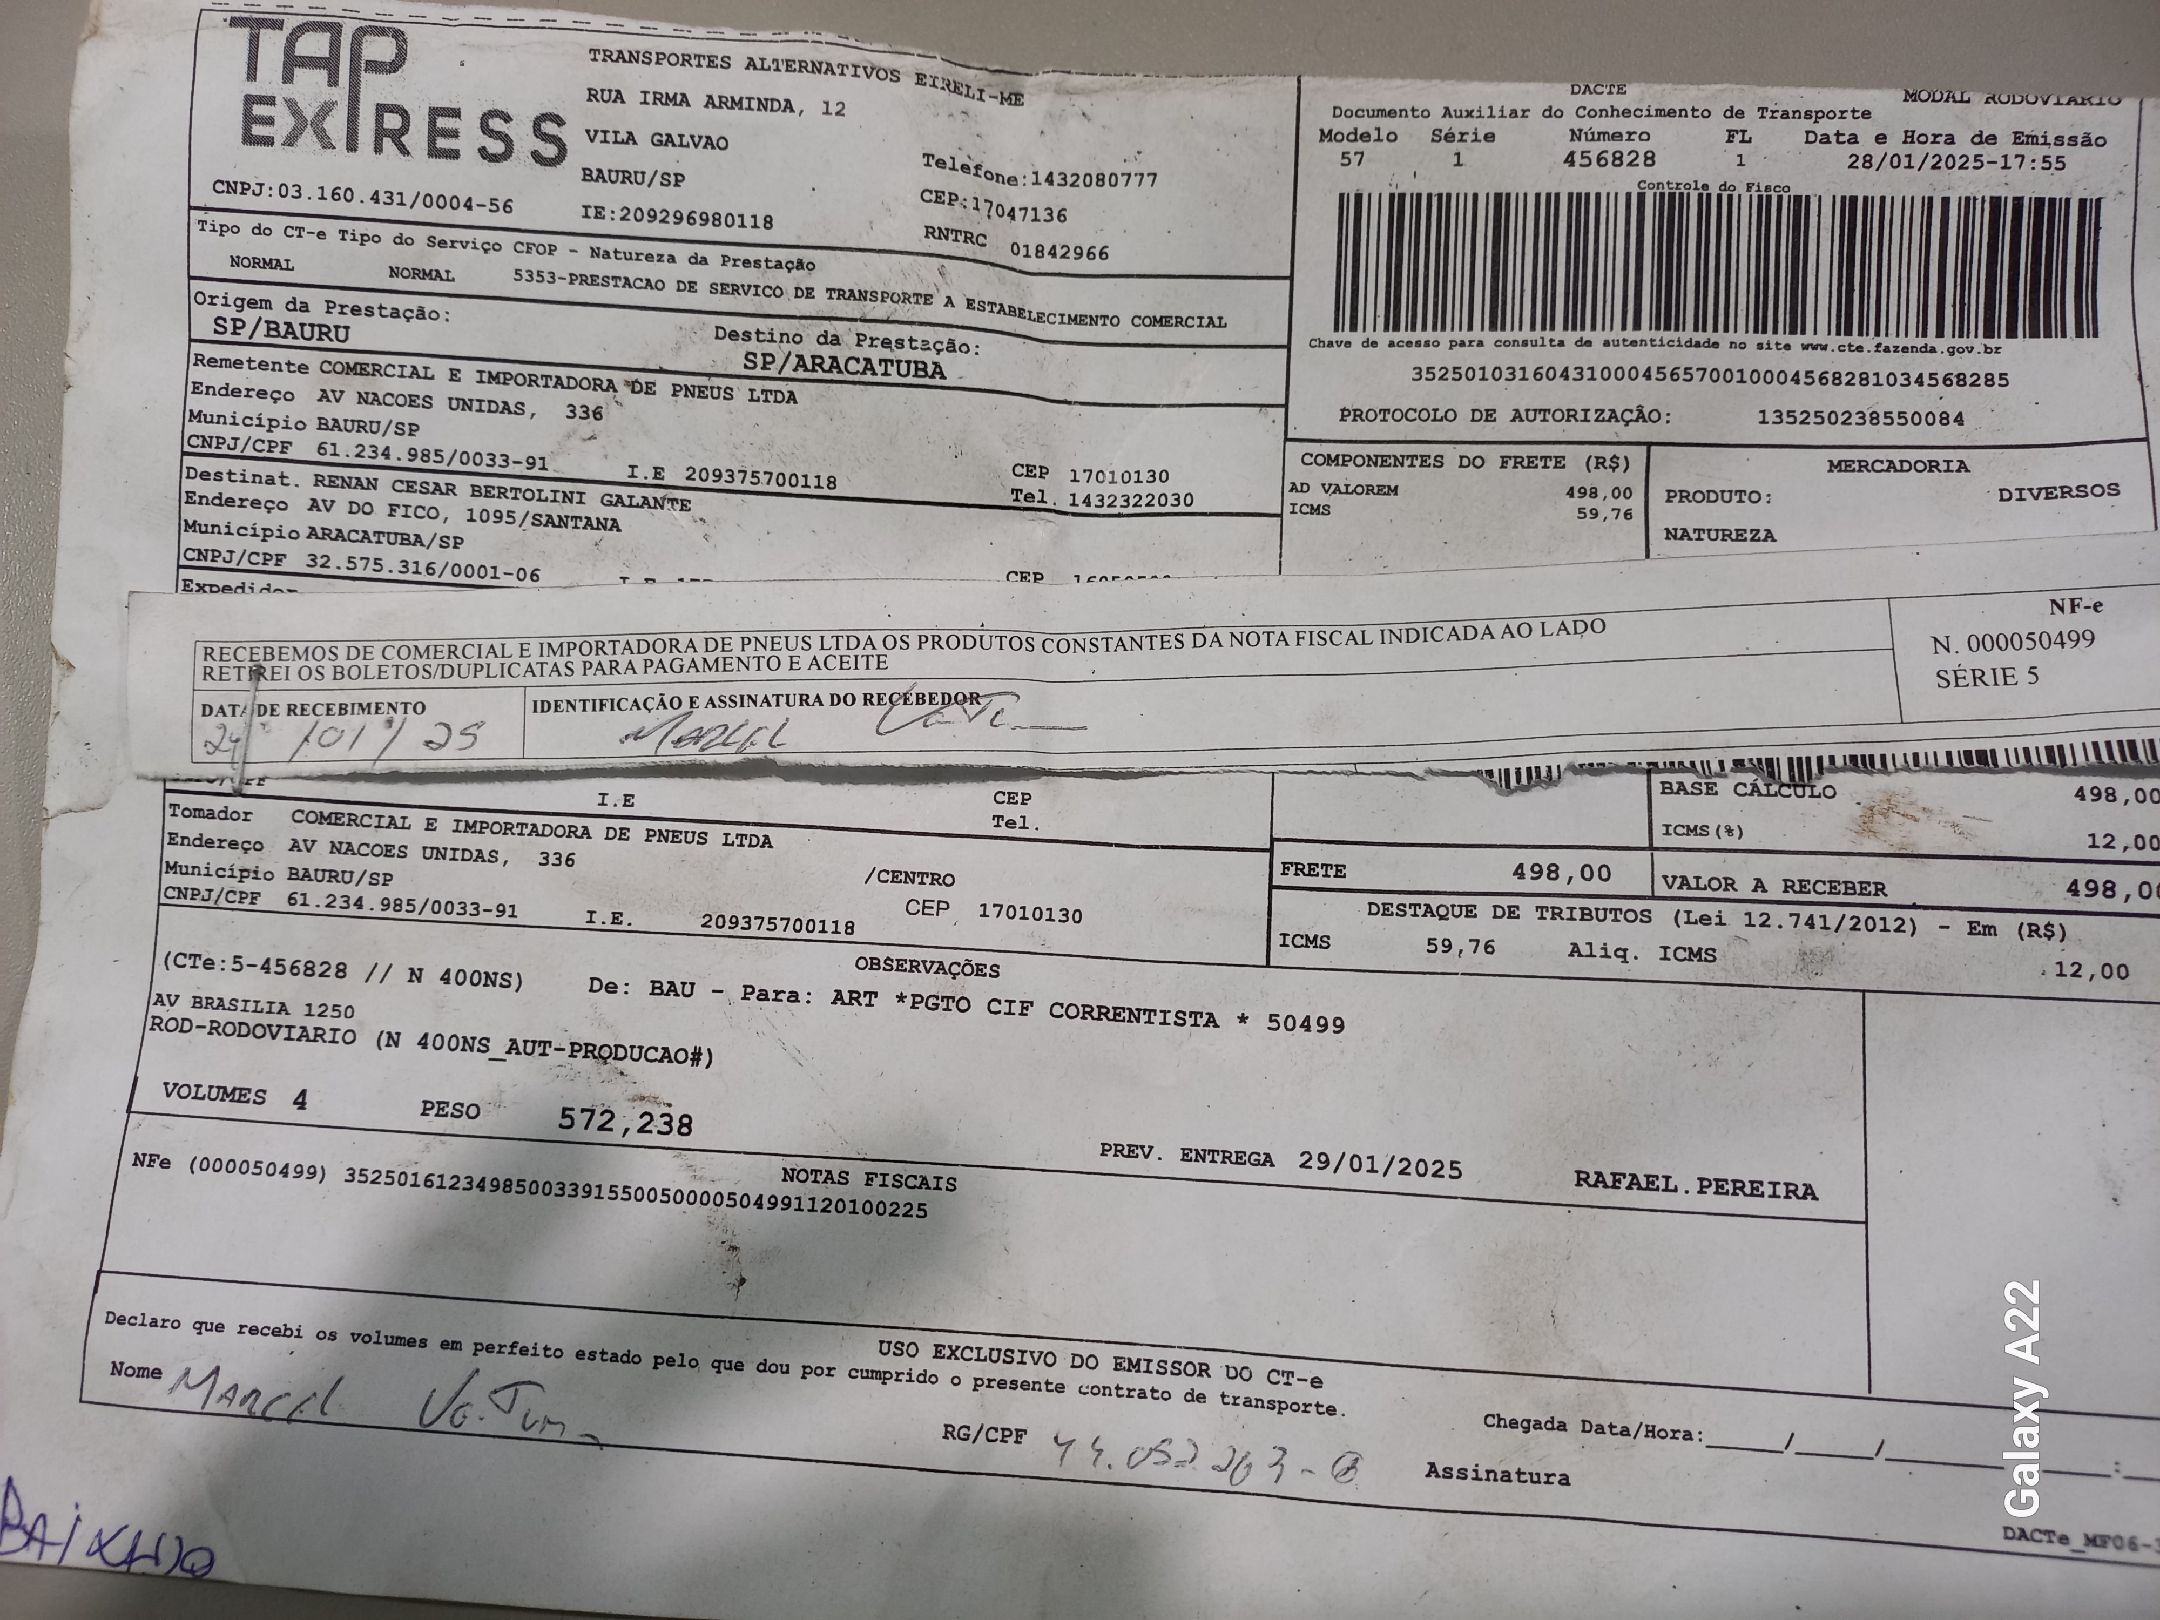 TAP EXPRESS
TRANSPORTES ALTERNATIVOS EIRELI-ME
RUA IRMA ARMINDA, 12
VILA GALVAO
BAURU/SP
Telefone:1432080777
CEP:17047136
CNPJ:03.160.431/0004-56
IE:209296980118
RNTRC 01842966
DACTE
MODAL RODOVIARIO
Documento Auxiliar do Conhecimento de Transporte
Modelo Série Número FL Data e Hora de Emissão
57 1 456828 1 28/01/2025-17:55
Controle do Fisco
Chave de acesso para consulta de autenticidade no site www.cte.fazenda.gov.br
35250103160431000456570010004568281034568285
PROTOCOLO DE AUTORIZAÇÃO: 135250238550084
Tipo do CT-e Tipo do Serviço CFOP - Natureza da Prestação
NORMAL NORMAL 5353-PRESTACAO DE SERVICO DE TRANSPORTE A ESTABELECIMENTO COMERCIAL
Origem da Prestação: Destino da Prestação:
SP/BAURU SP/ARACATUBA
Remetente COMERCIAL E IMPORTADORA DE PNEUS LTDA
Endereço AV NACOES UNIDAS, 336
Município BAURU/SP
CEP 17010130
CNPJ/CPF 61.234.985/0033-91 I.E 209375700118 Tel. 1432322030
Destinat. RENAN CESAR BERTOLINI GALANTE
Endereço AV DO FICO, 1095/SANTANA
Município ARACATUBA/SP
CNPJ/CPF 32.575.316/0001-06
CEP
COMPONENTES DO FRETE (R$)
AD VALOREM 498,00
ICMS 59,76
MERCADORIA
PRODUTO: DIVERSOS
NATUREZA
RECEBEMOS DE COMERCIAL E IMPORTADORA DE PNEUS LTDA OS PRODUTOS CONSTANTES DA NOTA FISCAL INDICADA AO LADO
RETIREI OS BOLETOS/DUPLICATAS PARA PAGAMENTO E ACEITE
DATA DE RECEBIMENTO
IDENTIFICAÇÃO E ASSINATURA DO RECEBEDOR
/01/25
MARCEL
NF-e
N. 000050499
SÉRIE 5
I.E
CEP
Tel.
Tomador COMERCIAL E IMPORTADORA DE PNEUS LTDA
Endereço AV NACOES UNIDAS, 336
/CENTRO
Município BAURU/SP
CEP 17010130
CNPJ/CPF 61.234.985/0033-91 I.E. 209375700118
BASE CÁLCULO 498,00
ICMS(%) 12,00
FRETE 498,00
VALOR A RECEBER 498,00
DESTAQUE DE TRIBUTOS (Lei 12.741/2012) - Em (R$)
ICMS 59,76 Aliq. ICMS 12,00
OBSERVAÇÕES
(CTe:5-456828 // N 400NS) De: BAU - Para: ART *PGTO CIF CORRENTISTA * 50499
AV BRASILIA 1250
ROD-RODOVIARIO (N 400NS_AUT-PRODUCAO#)
VOLUMES 4 PESO 572,238
PREV. ENTREGA 29/01/2025 RAFAEL.PEREIRA
NOTAS FISCAIS
NFe (000050499) 35250161234985003391550050000504991120100225
USO EXCLUSIVO DO EMISSOR DO CT-e
Declaro que recebi os volumes em perfeito estado pelo que dou por cumprido o presente contrato de transporte.
Nome MARCEL
RG/CPF
Chegada Data/Hora:____/____/____:
Assinatura
BAIXADO
DACTe_MF06-
Galaxy A22